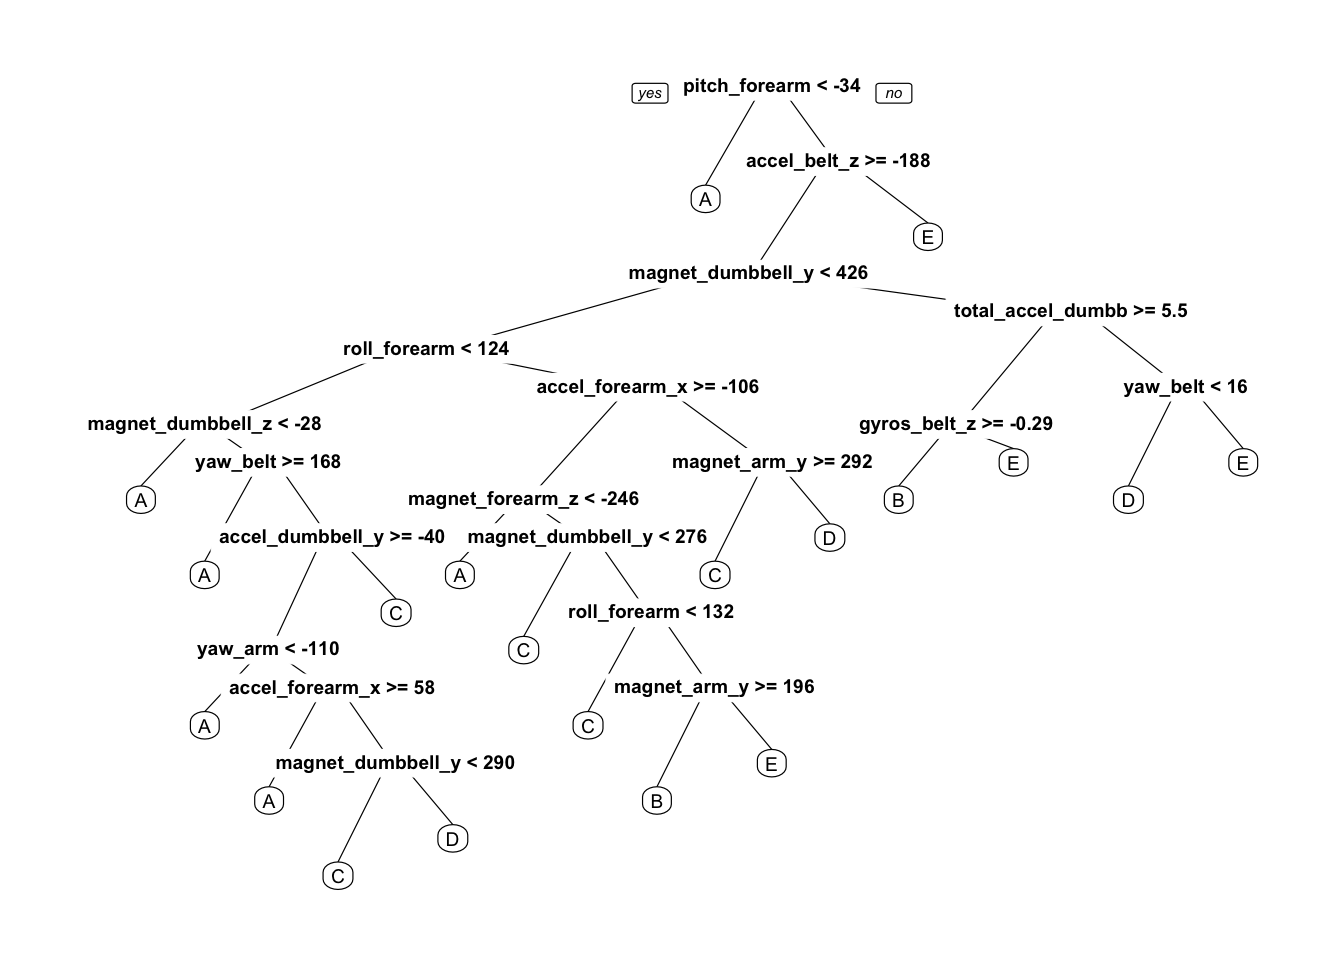 yes pitch_forearm < -34 no
accel_belt_z >= -188
A
E
magnet_dumbbell_y < 426
total_accel_dumbb >= 5.5
roll_forearm < 124
accel_forearm_x >= -106
yaw_belt < 16
magnet_dumbbell_z < -28
gyros_belt_z >= -0.29
yaw_belt >= 168
magnet_arm_y >= 292
E
E
A
magnet_forearm_z < -246
B
D
accel_dumbbell_y >= -40
magnet_dumbbell_y < 276
D
A
A
C
C
roll_forearm < 132
yaw_arm < -110
C
accel_forearm_x >= 58
magnet_arm_y >= 196
A
C
magnet_dumbbell_y < 290
E
A
B
D
C